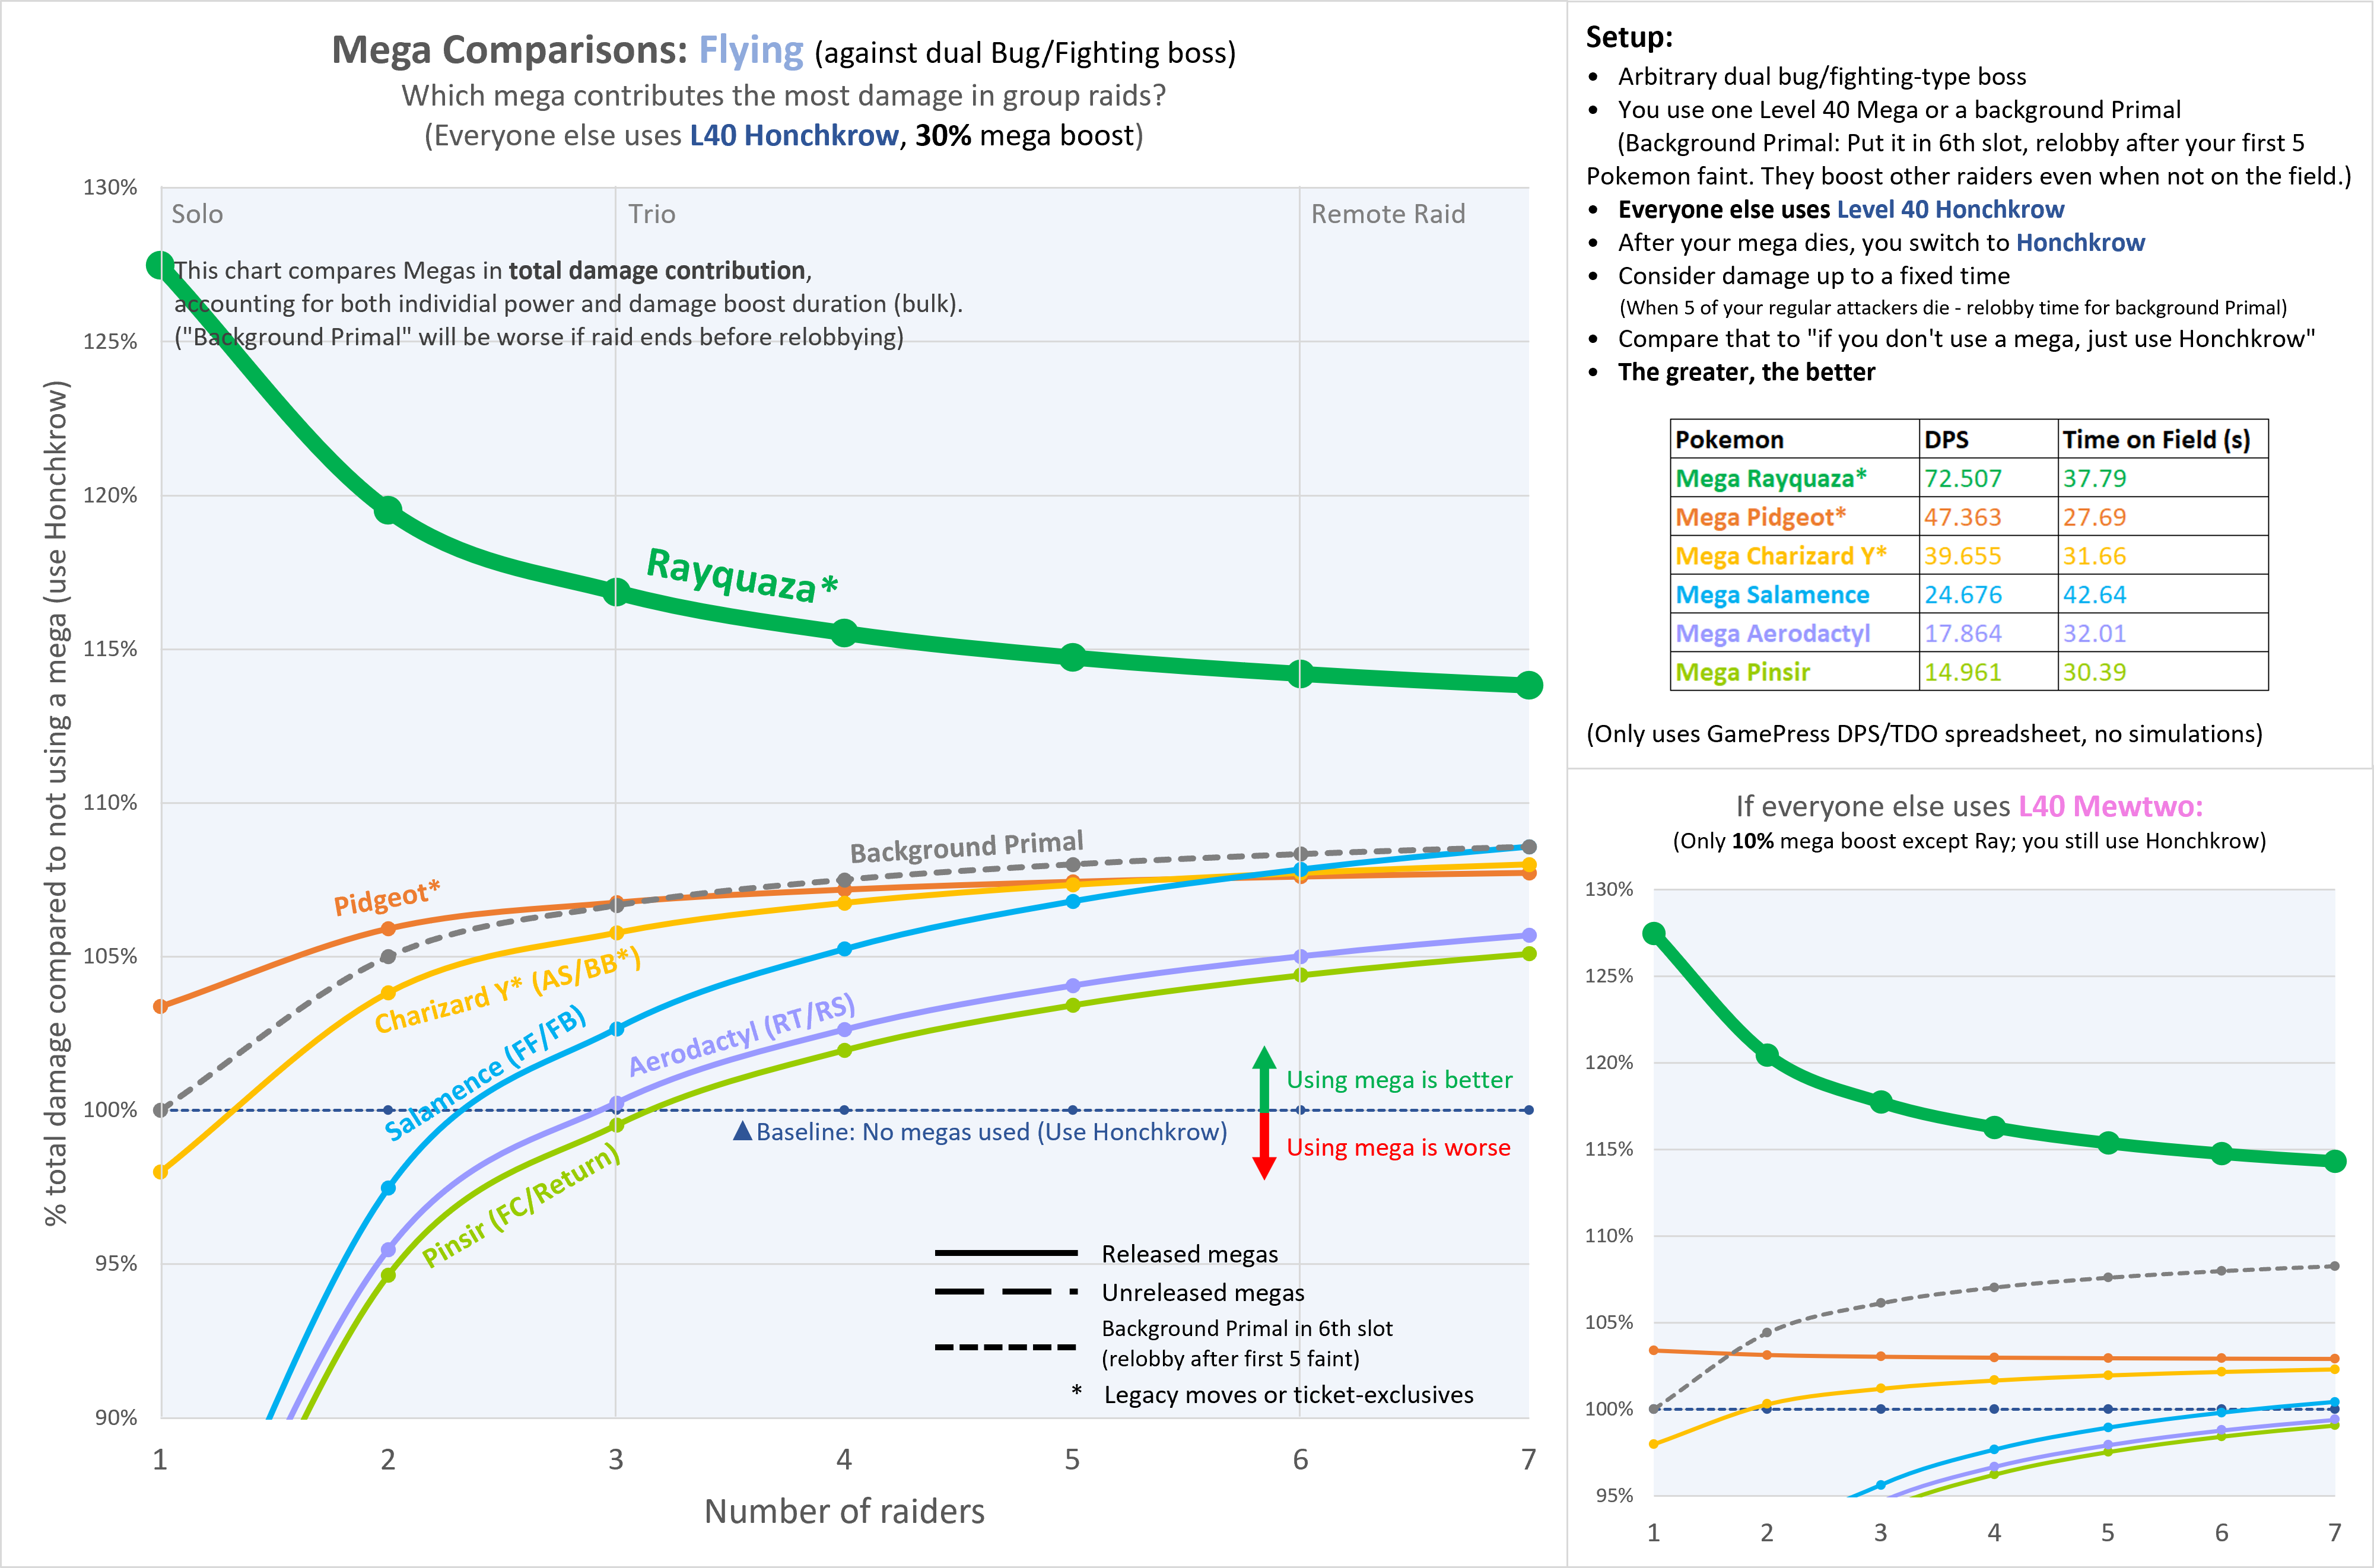 Mega Comparisons: Flying (against dual Bug/Fighting boss)
Which mega contributes the most damage in group raids?
(Everyone else uses L40 Honchkrow, 30% mega boost)
% total damage compared to not using a mega (use Honchkrow)
130%
125%
120%
115%
110%
105%
100%
95%
90%
Solo
Trio
Remote Raid
This chart compares Megas in total damage contribution,
accounting for both individial power and damage boost duration (bulk).
("Background Primal" will be worse if raid ends before relobbying)
Rayquaza*
Background Primal
Pidgeot*
Charizard Y* (AS/BB*)
Salamence (FF/FB)
Aerodactyl (RT/RS)
Pinsir (FC/Return)
Using mega is better
▲Baseline: No megas used (Use Honchkrow)
Using mega is worse
Released megas
Unreleased megas
Background Primal in 6th slot
(relobby after first 5 faint)
* Legacy moves or ticket-exclusives
1 2 3 4 5 6 7
Number of raiders
Setup:
• Arbitrary dual bug/fighting-type boss
• You use one Level 40 Mega or a background Primal
(Background Primal: Put it in 6th slot, relobby after your first 5
Pokemon faint. They boost other raiders even when not on the field.)
• Everyone else uses Level 40 Honchkrow
• After your mega dies, you switch to Honchkrow
• Consider damage up to a fixed time
(When 5 of your regular attackers die - relobby time for background Primal)
• Compare that to "if you don't use a mega, just use Honchkrow"
• The greater, the better
Pokemon DPS Time on Field (s)
Mega Rayquaza* 72.507 37.79
Mega Pidgeot* 47.363 27.69
Mega Charizard Y* 39.655 31.66
Mega Salamence 24.676 42.64
Mega Aerodactyl 17.864 32.01
Mega Pinsir 14.961 30.39
(Only uses GamePress DPS/TDO spreadsheet, no simulations)
If everyone else uses L40 Mewtwo:
(Only 10% mega boost except Ray; you still use Honchkrow)
130%
125%
120%
115%
110%
105%
100%
95%
1 2 3 4 5 6 7